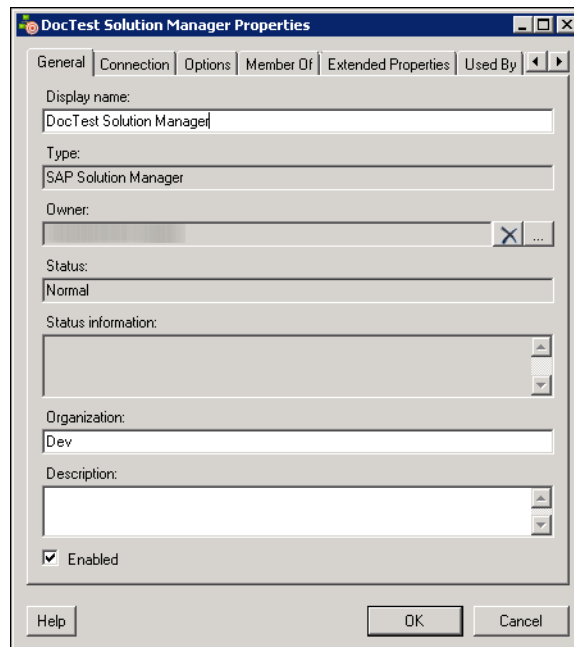 DocTest Solution Manager Properties
General Connection Options Member Of Extended Properties Used By
Display name:
DocTest Solution Manager
Type:
SAP Solution Manager
Owner:
...
Status:
Normal
Status information:
Organization:
Dev
Description:
Enabled
Help OK Cancel